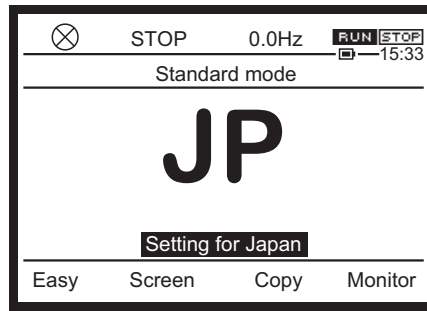 STOP 0.0Hz RUN STOP
15:33
Standard mode
JP
Setting for Japan
Easy Screen Copy Monitor